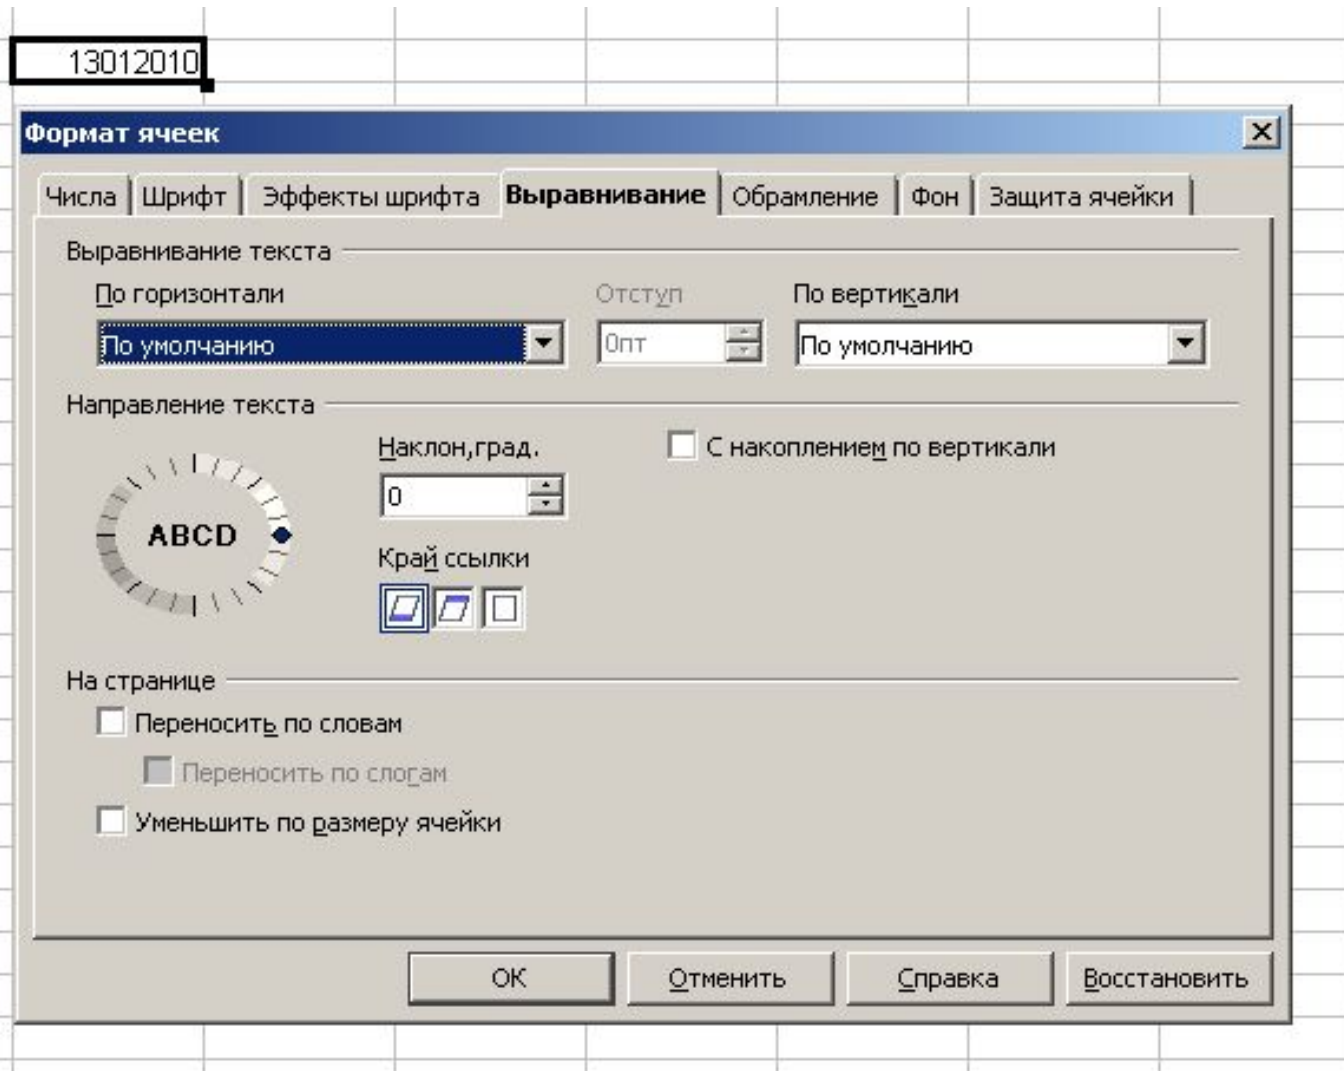 13012010
Формат ячеек
Числа Шрифт Эффекты шрифта Выравнивание Обрамление Фон Защита ячейки
Выравнивание текста
По горизонтали Отступ По вертикали
По умолчанию 0пт По умолчанию
Направление текста
Наклон,град. С накоплением по вертикали
0
ABCD
Край ссылки
На странице
Переносить по словам
Переносить по слогам
Уменьшить по размеру ячейки
ОК Отменить Справка Восстановить